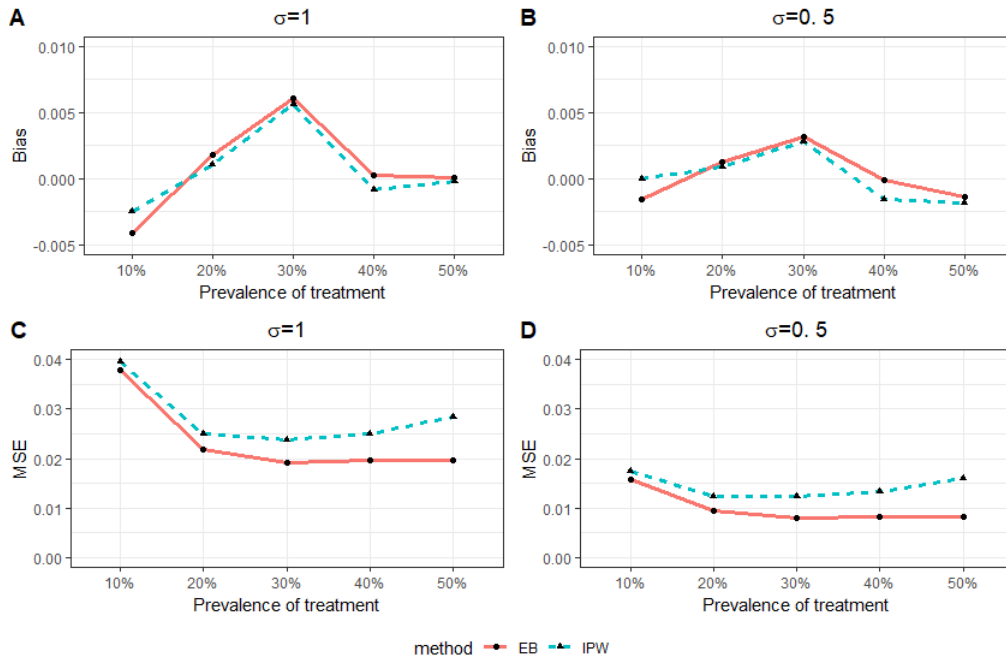 A
σ=1
Bias
0.010
0.005
0.000
-0.005
10% 20% 30% 40% 50%
Prevalence of treatment
B
σ=0. 5
Bias
0.010
0.005
0.000
-0.005
10% 20% 30% 40% 50%
Prevalence of treatment
C
σ=1
MSE
0.04
0.03
0.02
0.01
0.00
10% 20% 30% 40% 50%
Prevalence of treatment
D
σ=0. 5
MSE
0.04
0.03
0.02
0.01
0.00
10% 20% 30% 40% 50%
Prevalence of treatment
method EB IPW